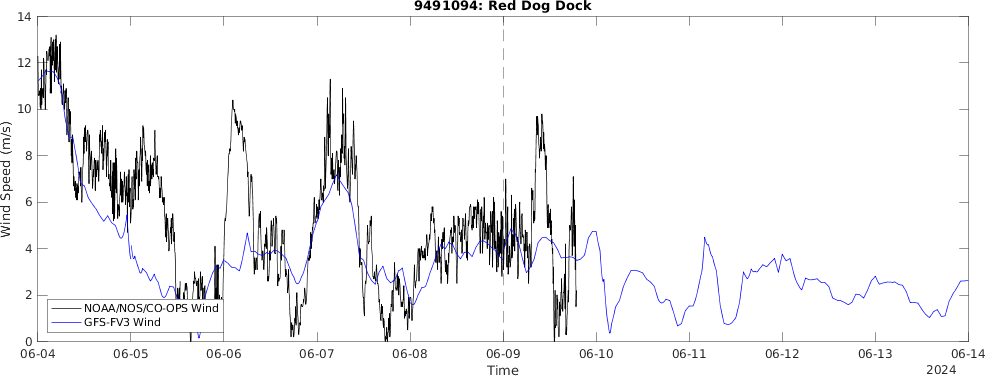 9491094: Red Dog Dock
Wind Speed (m/s)
14
12
10
8
6
4
2
0
NOAA/NOS/CO-OPS Wind
GFS-FV3 Wind
06-04 06-05 06-06 06-07 06-08 06-09 06-10 06-11 06-12 06-13 06-14
Time
2024